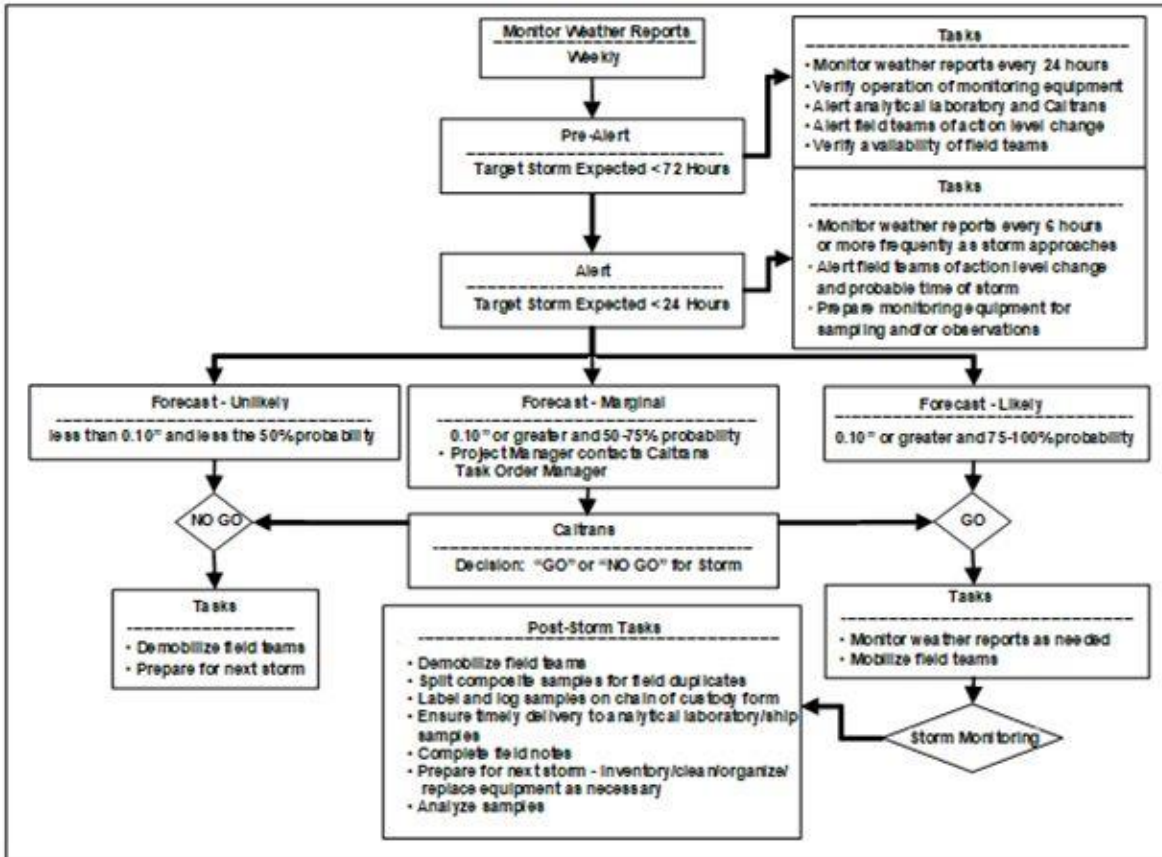 Monitor Weather Reports
Weekly
Tasks
• Monitor weather reports every 24 hours
• Verify operation of monitoring equipment
• Alert analytical laboratory and Caltrans
• Alert field teams of action level change
• Verify availability of field teams
Pre-Alert
Target Storm Expected <72 Hours
Tasks
• Monitor weather reports every 6 hours
or more frequently as storm approaches
• Alert field teams of action level change
and probable time of storm
• Prepare monitoring equipment for
sampling and/or observations
Alert
Target Storm Expected <24 Hours
Forecast - Unlikely
less than 0.10" and less the 50% probability
Forecast - Marginal
0.10" or greater and 50-75% probability
• Project Manager contacts Caltrans
Task Order Manager
Forecast - Likely
0.10" or greater and 75-100% probability
NO GO
Caltrans
Decision: "GO" or "NO GO" for Storm
GO
Tasks
• Demobilize field teams
• Prepare for next storm
Tasks
• Monitor weather reports as needed
• Mobilize field teams
Storm Monitoring
Post-Storm Tasks
• Demobilize field teams
• Split composite samples for field duplicates
• Label and log samples on chain of custody form
• Ensure timely delivery to analytical laboratory/ship
samples
• Complete field notes
• Prepare for next storm - inventory/clean/organize/
replace equipment as necessary
• Analyze samples